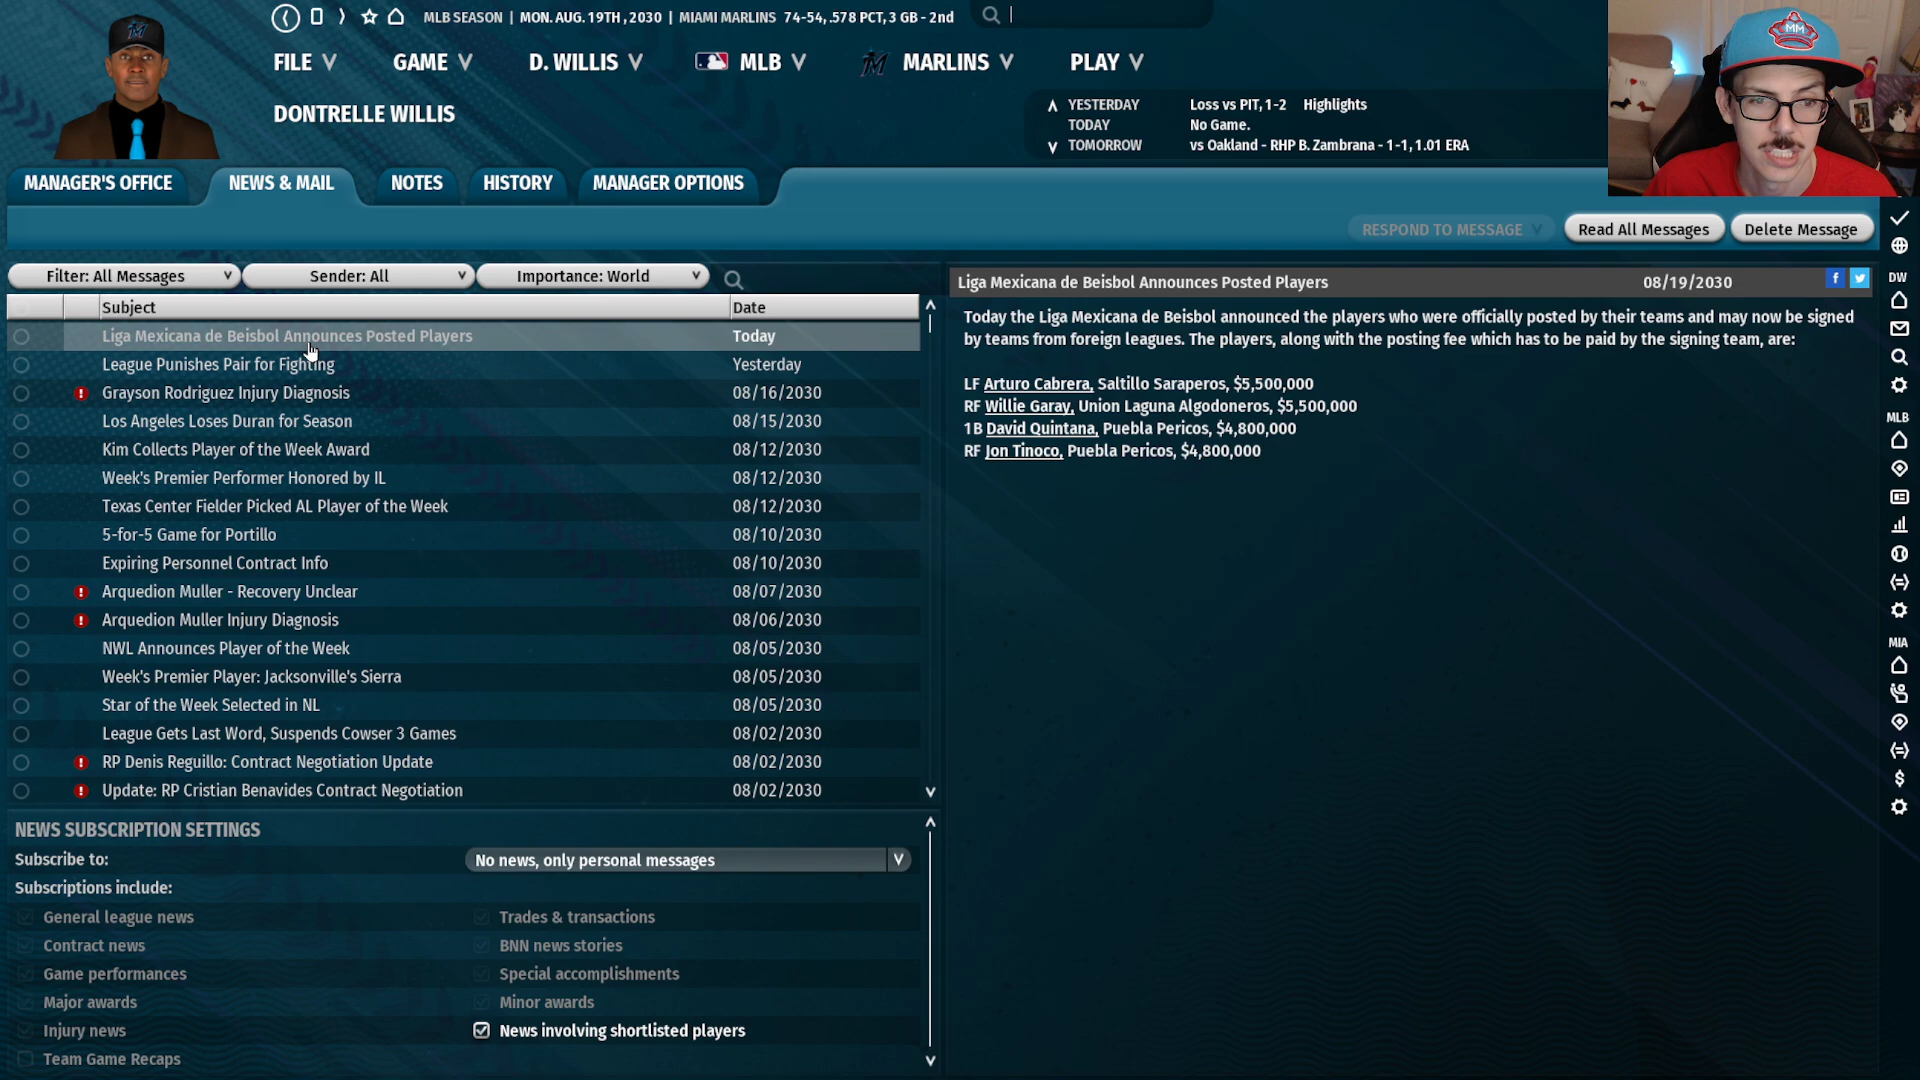 MLB SEASON | MON. AUG. 19TH, 2030 | MIAMI MARLINS 74-54, .578 PCT, 3 GB - 2nd
FILE V GAME V D. WILLIS V MLB V MARLINS V PLAY V
DONTRELLE WILLIS
YESTERDAY Loss vs PIT, 1-2 Highlights
TODAY No Game.
TOMORROW vs Oakland - RHP B. Zambrana - 1-1, 1.01 ERA
MANAGER'S OFFICE NEWS & MAIL NOTES HISTORY MANAGER OPTIONS
RESPOND TO MESSAGE V Read All Messages Delete Message
Filter: All Messages Sender: All Importance: World
Subject Date
Liga Mexicana de Beisbol Announces Posted Players Today
League Punishes Pair for Fighting Yesterday
Grayson Rodriguez Injury Diagnosis 08/16/2030
Los Angeles Loses Duran for Season 08/15/2030
Kim Collects Player of the Week Award 08/12/2030
Week's Premier Performer Honored by IL 08/12/2030
Texas Center Fielder Picked AL Player of the Week 08/12/2030
5-for-5 Game for Portillo 08/10/2030
Expiring Personnel Contract Info 08/10/2030
Arquedion Muller - Recovery Unclear 08/07/2030
Arquedion Muller Injury Diagnosis 08/06/2030
NWL Announces Player of the Week 08/05/2030
Week's Premier Player: Jacksonville's Sierra 08/05/2030
Star of the Week Selected in NL 08/05/2030
League Gets Last Word, Suspends Cowser 3 Games 08/02/2030
RP Denis Reguillo: Contract Negotiation Update 08/02/2030
Update: RP Cristian Benavides Contract Negotiation 08/02/2030
Liga Mexicana de Beisbol Announces Posted Players 08/19/2030
Today the Liga Mexicana de Beisbol announced the players who were officially posted by their teams and may now be signed
by teams from foreign leagues. The players, along with the posting fee which has to be paid by the signing team, are:
LF Arturo Cabrera, Saltillo Saraperos, $5,500,000
RF Willie Garay, Union Laguna Algodoneros, $5,500,000
1B David Quintana, Puebla Pericos, $4,800,000
RF Jon Tinoco, Puebla Pericos, $4,800,000
NEWS SUBSCRIPTION SETTINGS
Subscribe to: No news, only personal messages
Subscriptions include:
General league news Trades & transactions
Contract news BNN news stories
Game performances Special accomplishments
Major awards Minor awards
Injury news News involving shortlisted players
Team Game Recaps
DW
MLB
MIA